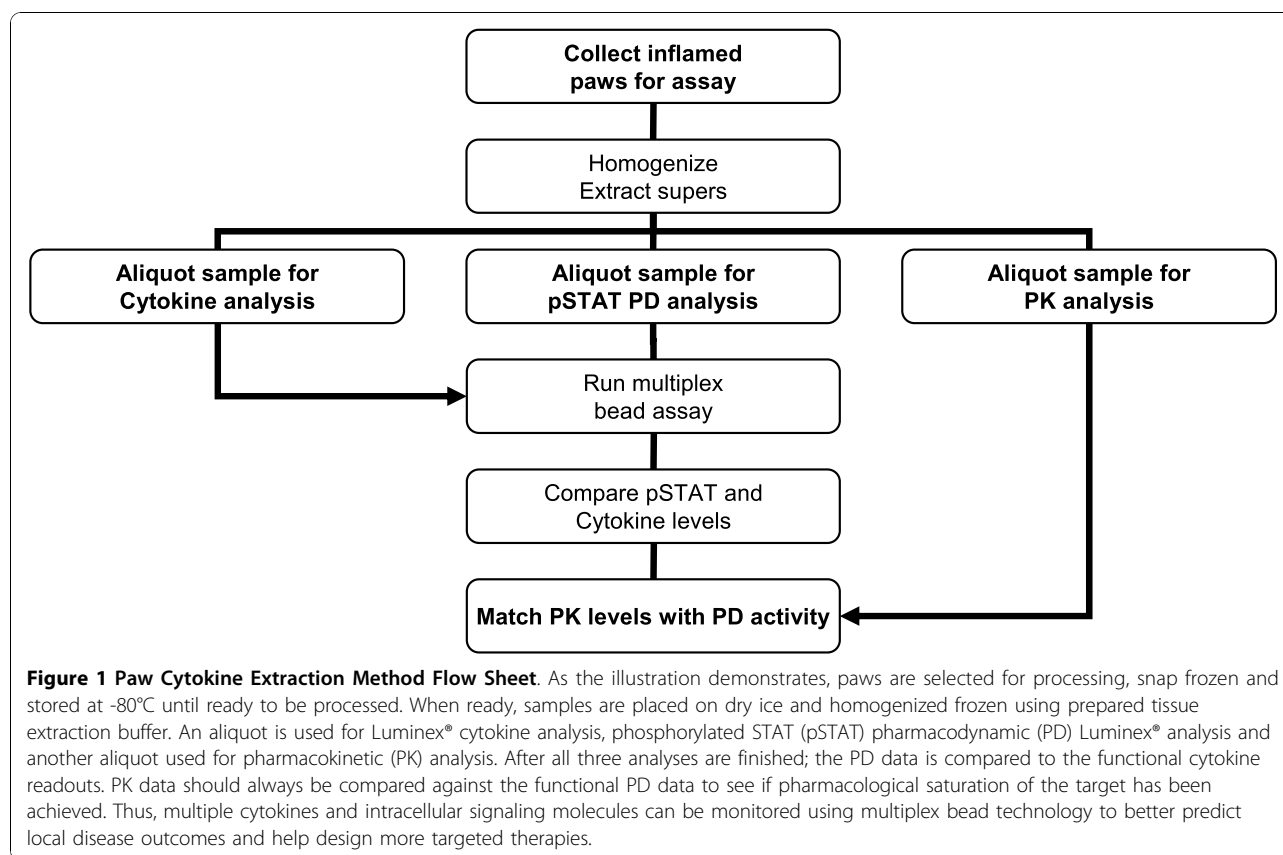 Collect inflamed
paws for assay
Homogenize
Extract supers
Aliquot sample for
Cytokine analysis
Aliquot sample for
pSTAT PD analysis
Aliquot sample for
PK analysis
Run multiplex
bead assay
Compare pSTAT and
Cytokine levels
Match PK levels with PD activity
Figure 1 Paw Cytokine Extraction Method Flow Sheet. As the illustration demonstrates, paws are selected for processing, snap frozen and
stored at -80°C until ready to be processed. When ready, samples are placed on dry ice and homogenized frozen using prepared tissue
extraction buffer. An aliquot is used for Luminex® cytokine analysis, phosphorylated STAT (pSTAT) pharmacodynamic (PD) Luminex® analysis and
another aliquot used for pharmacokinetic (PK) analysis. After all three analyses are finished; the PD data is compared to the functional cytokine
readouts. PK data should always be compared against the functional PD data to see if pharmacological saturation of the target has been
achieved. Thus, multiple cytokines and intracellular signaling molecules can be monitored using multiplex bead technology to better predict
local disease outcomes and help design more targeted therapies.